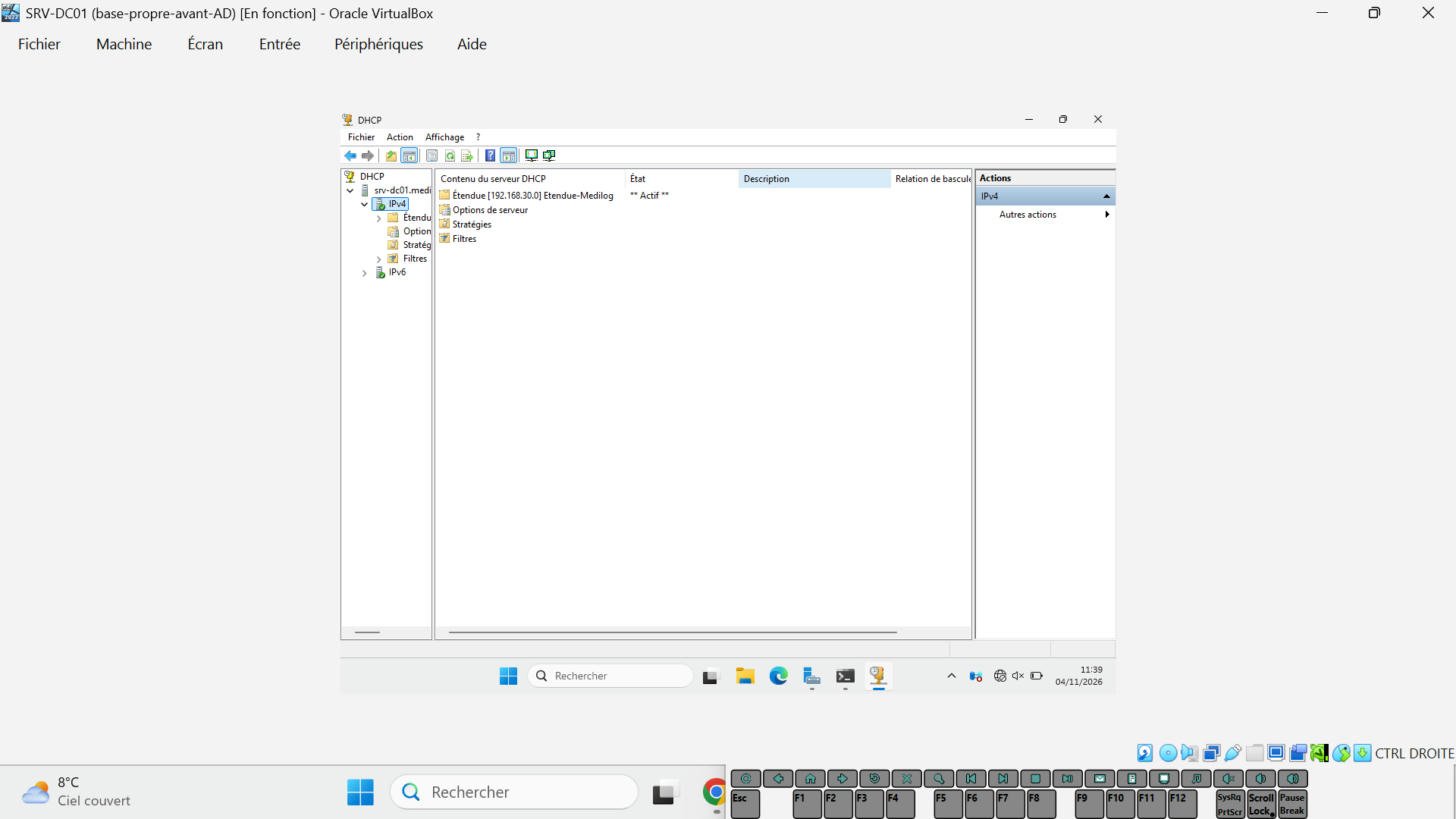 SRV-DC01 (base-propre-avant-AD) [En fonction] - Oracle VirtualBox
Fichier Machine Écran Entrée Périphériques Aide
DHCP
Fichier Action Affichage ?
DHCP
srv-dc01.medi
IPv4
Étendu
Option
Stratég
Filtres
IPv6
Contenu du serveur DHCP État Description Relation de bascule
Étendue [192.168.30.0] Etendue-Medilog ** Actif **
Options de serveur
Stratégies
Filtres
Actions
IPv4
Autres actions
Rechercher
11:39
04/11/2026
CTRL DROITE
8°C
Ciel couvert
Rechercher
Esc F1 F2 F3 F4 F5 F6 F7 F8 F9 F10 F11 F12 SysRq PrtScr Scroll Lock Pause Break